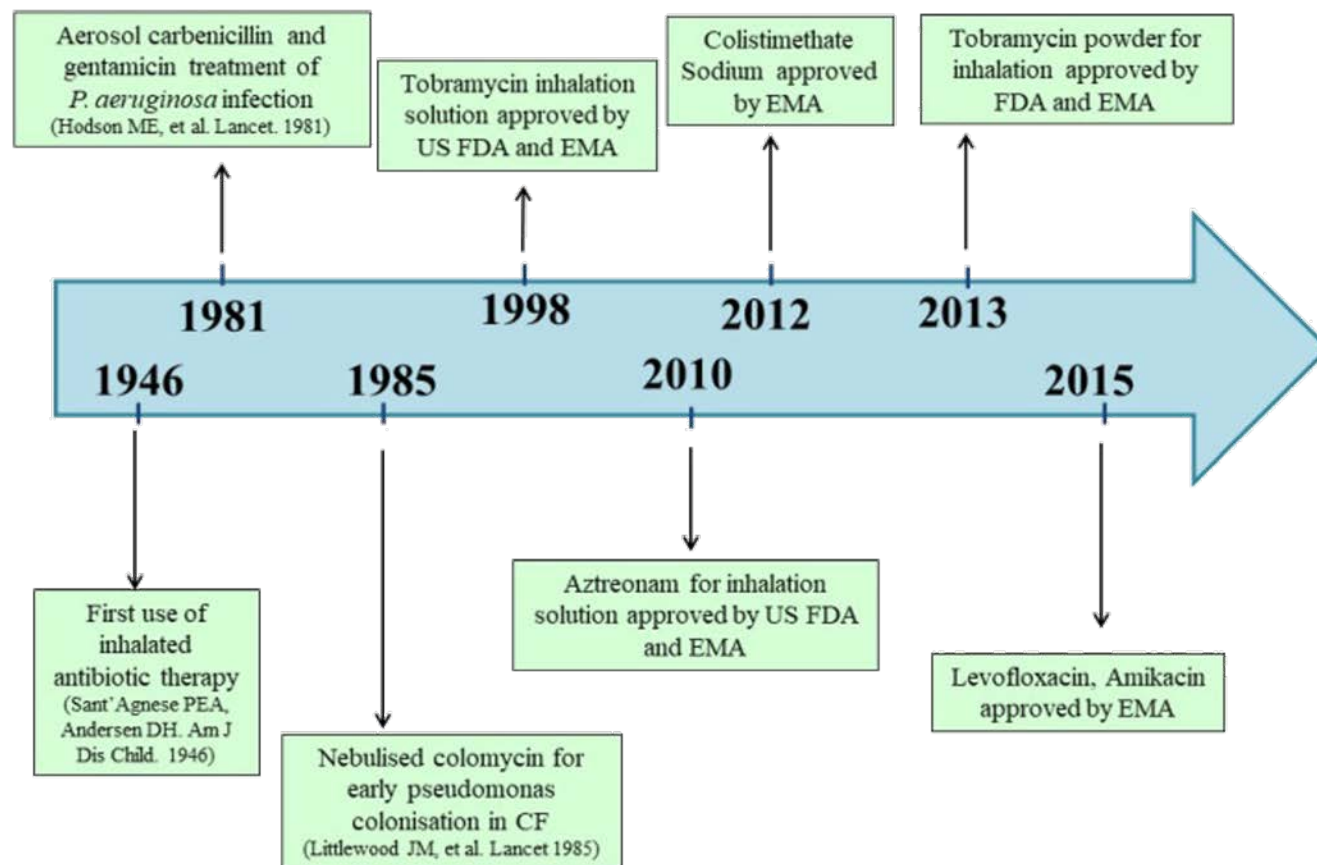 Aerosol carbenicillin and
gentamicin treatment of
P. aeruginosa infection
(Hodson ME, et al. Lancet. 1981)
Tobramycin inhalation
solution approved by
US FDA and EMA
Colistimethate
Sodium approved
by EMA
Tobramycin powder for
inhalation approved by
FDA and EMA
1981
1998
2012
2013
1946
1985
2010
2015
First use of
inhalated
antibiotic therapy
(Sant’Agnese PEA,
Andersen DH. Am J
Dis Child. 1946)
Nebulised colomycin for
early pseudomonas
colonisation in CF
(Littlewood JM, et al. Lancet 1985)
Aztreonam for inhalation
solution approved by US FDA
and EMA
Levofloxacin, Amikacin
approved by EMA